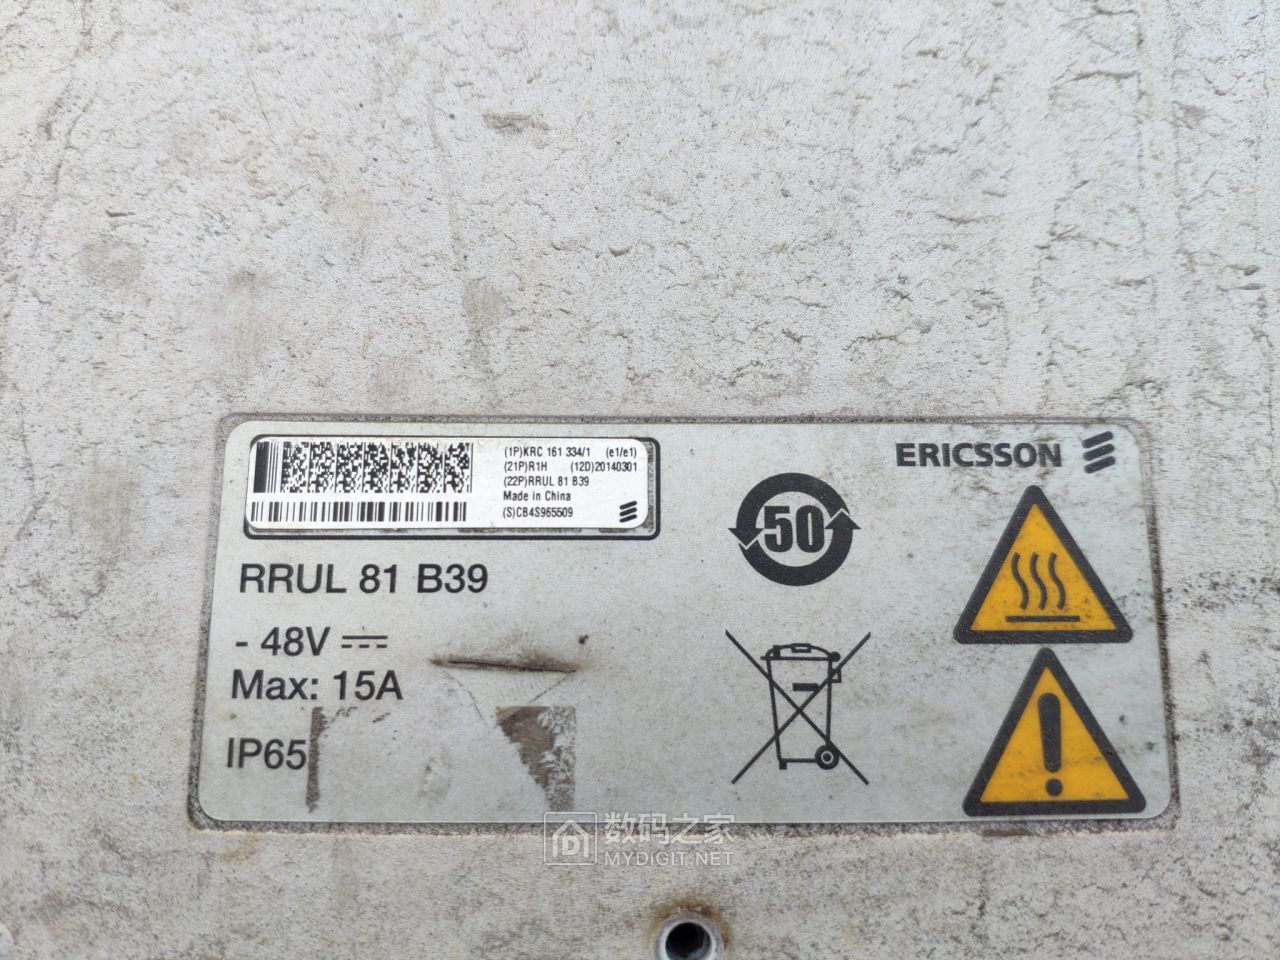 (1P)KRC 161 334/1 (e1/e1)
(21P)R1H (12D)20140301
(22P)RRUL 81 B39
Made in China
(S)CB4S965509
ERICSSON
50
RRUL 81 B39
- 48V
Max: 15A
IP65
数码之家
MYDIGIT.NET